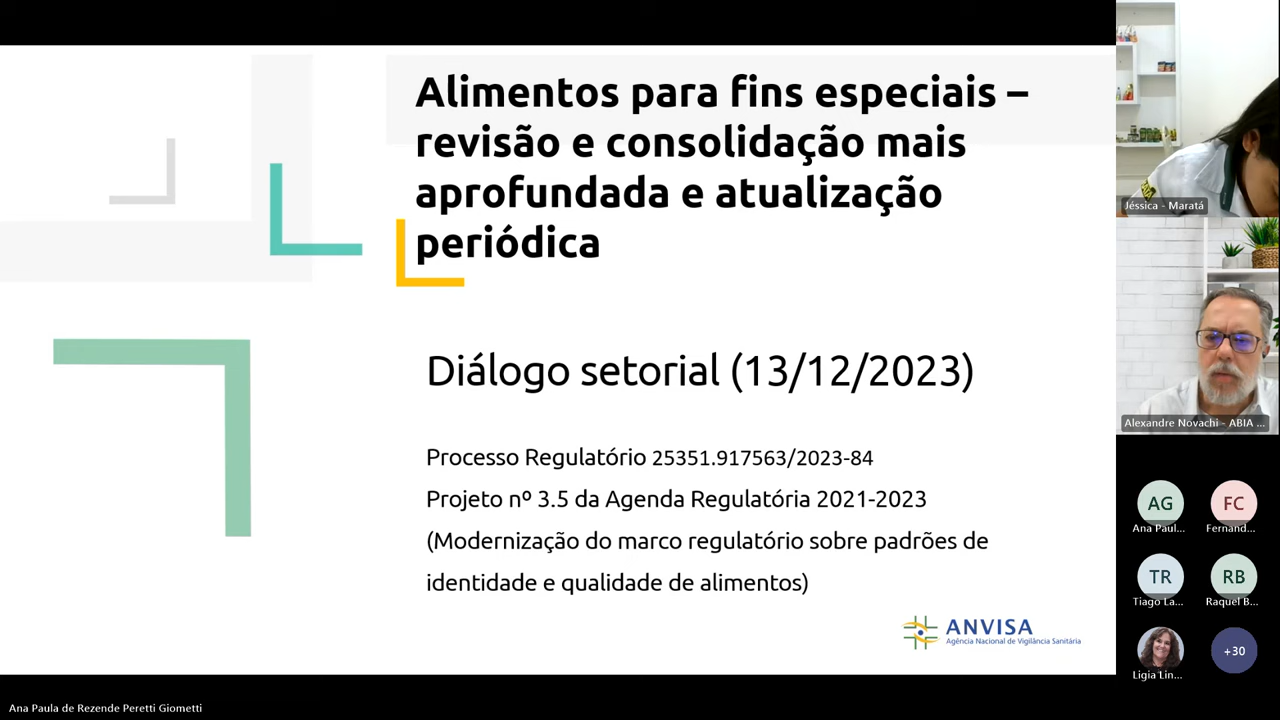 Alimentos para fins especiais –
revisão e consolidação mais
aprofundada e atualização
periódica
Diálogo setorial (13/12/2023)
Processo Regulatório 25351.917563/2023-84
Projeto nº 3.5 da Agenda Regulatória 2021-2023
(Modernização do marco regulatório sobre padrões de
identidade e qualidade de alimentos)
ANVISA
Agência Nacional de Vigilância Sanitária
Jéssica - Maratá
Alexandre Novachi - ABIA ...
AG
Ana Paul...
FC
Fernand...
TR
Tiago La...
RB
Raquel B...
Ligia Lin...
+30
Ana Paula de Rezende Peretti Giometti